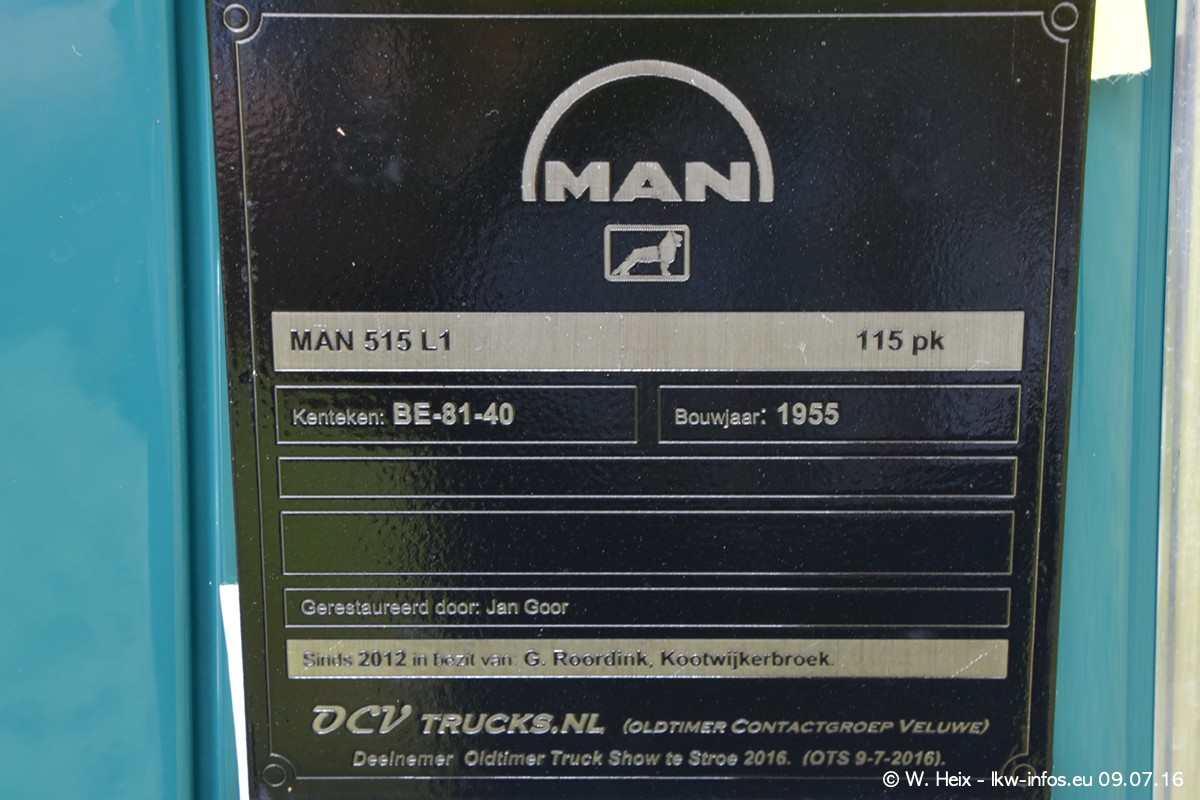 MAN
MAN 515 L1 115 pk
Kenteken: BE-81-40 Bouwjaar: 1955
Gerestaureerd door: Jan Goor
Sinds 2012 in bezit van: G. Roordink, Kootwijkerbroek.
OCV TRUCKS.NL (OLDTIMER CONTACTGROEP VELUWE)
Deelnemer Oldtimer Truck Show te Stroe 2016. (OTS 9-7-2016).
© W. Heix - lkw-infos.eu 09.07.16